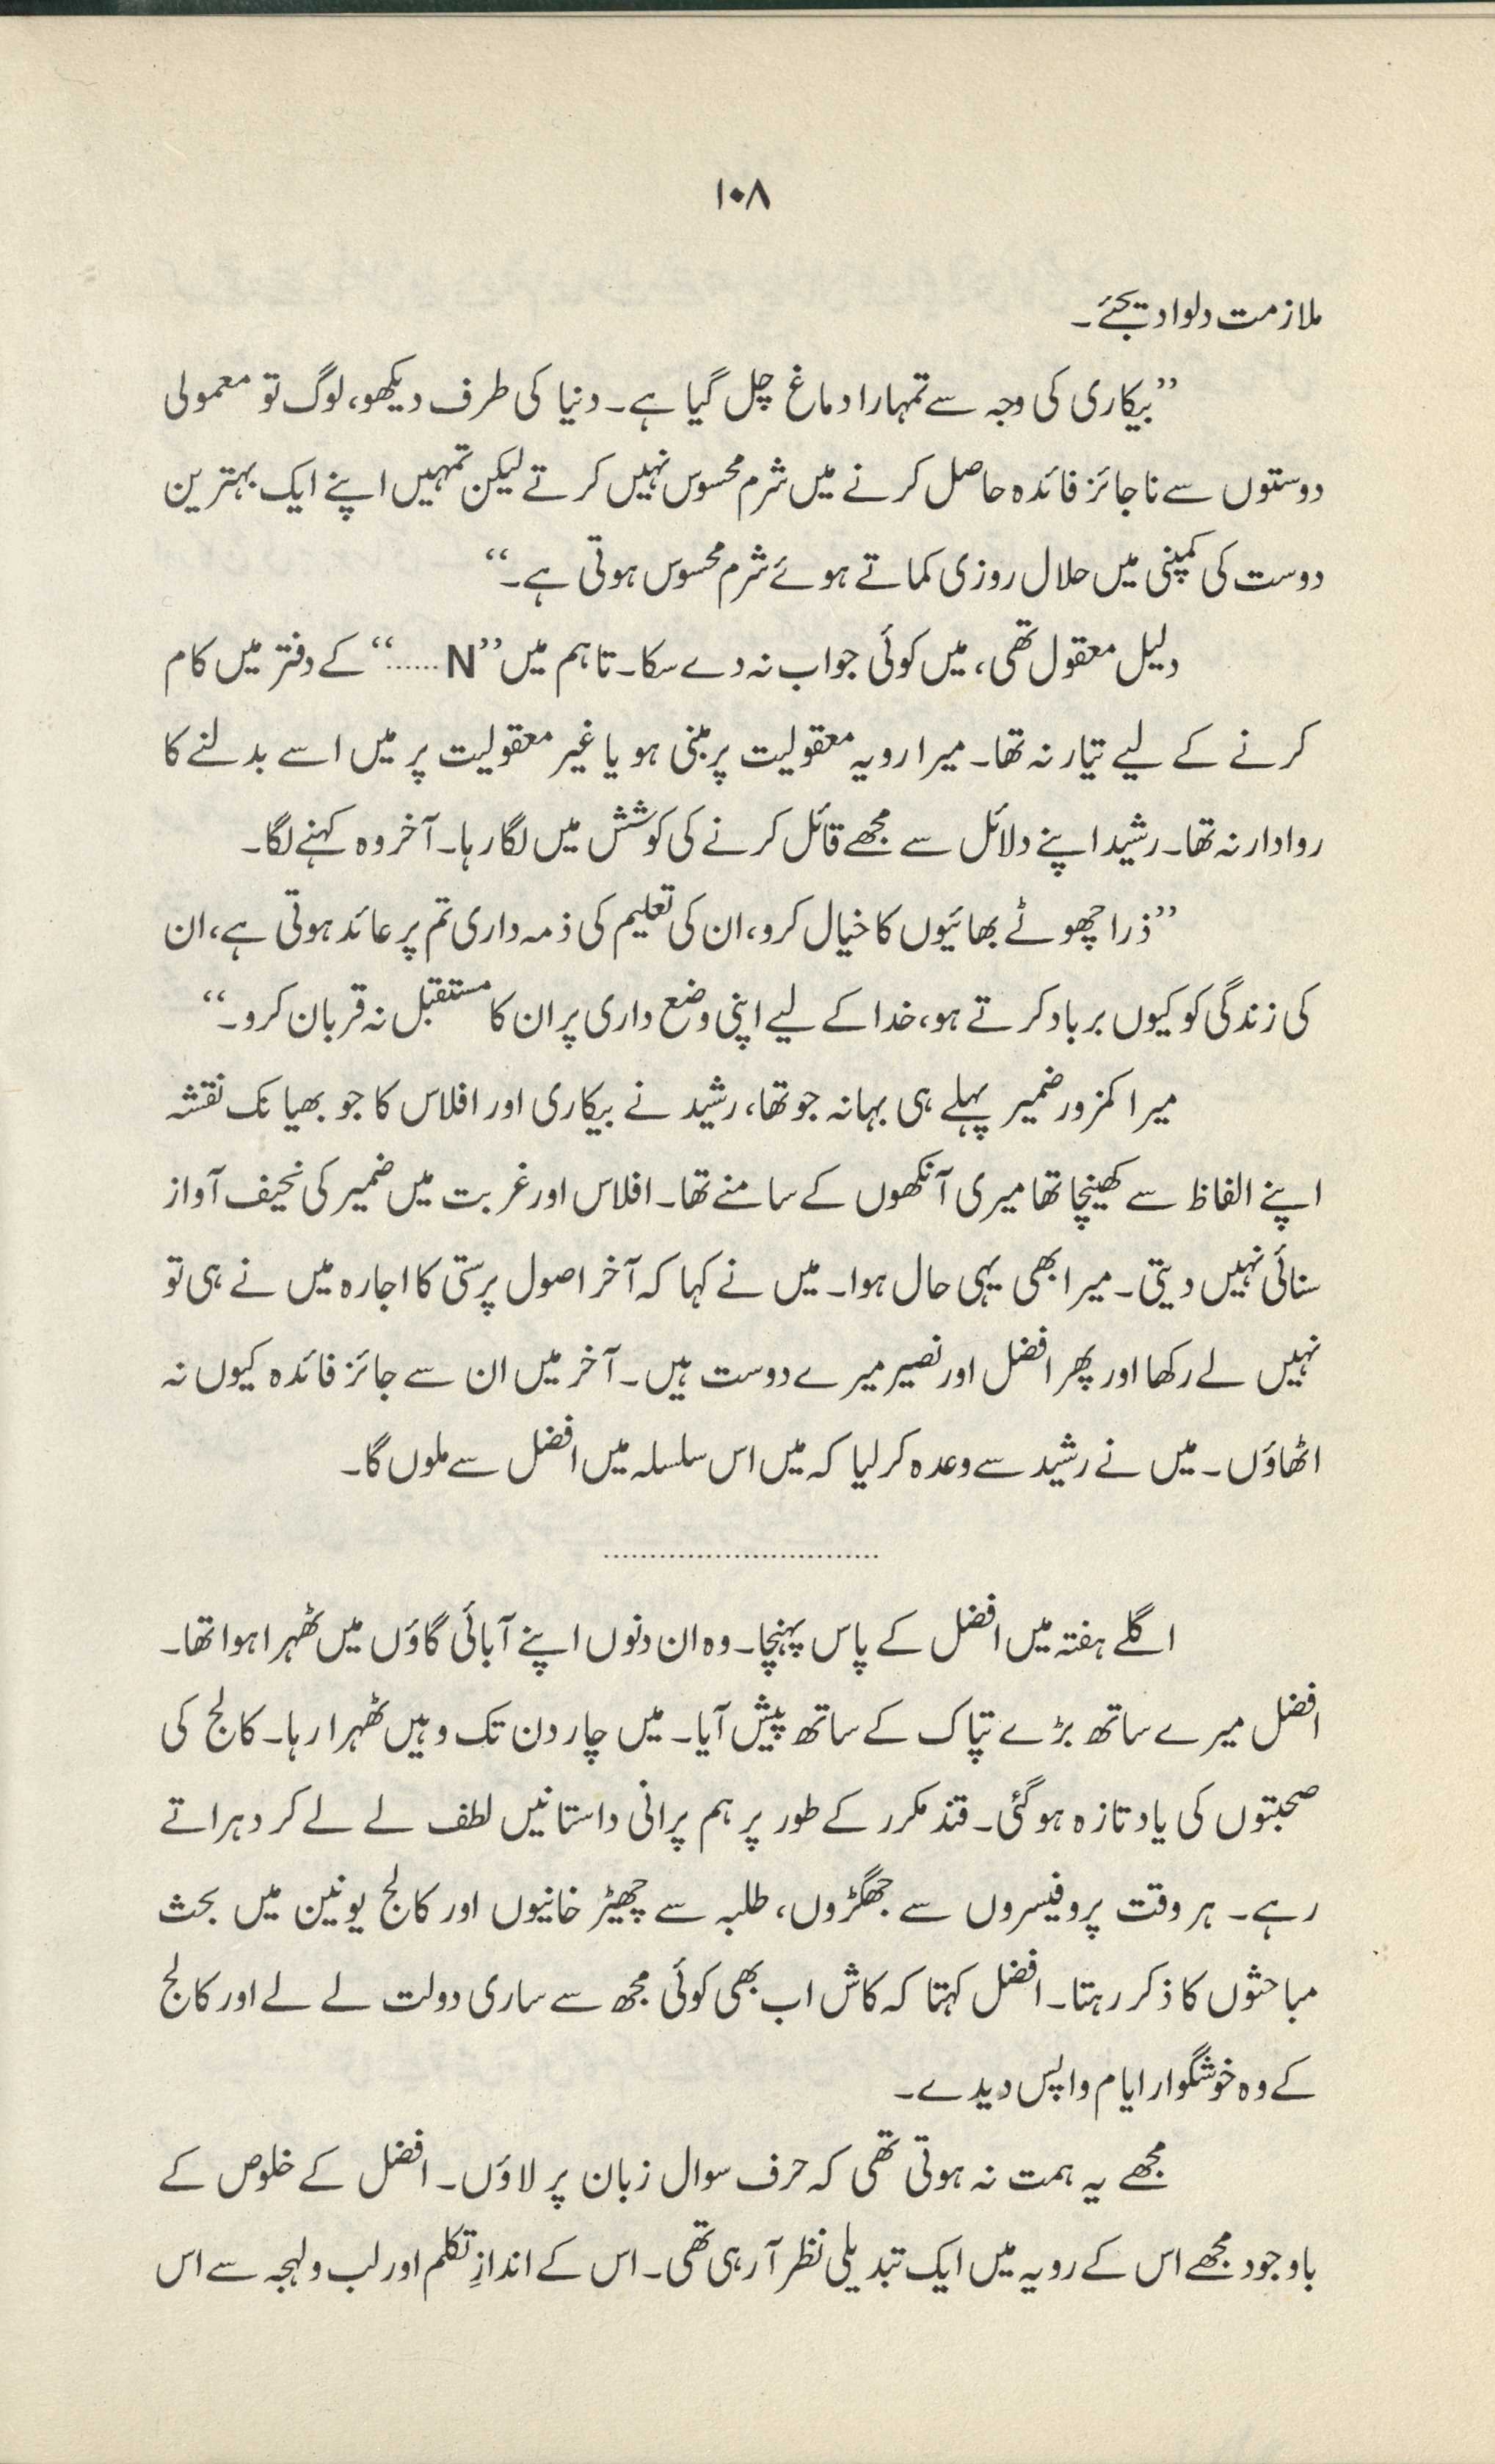 ۱۰۸
ملازمت دلوا دیجئے۔
”بیکاری کی وجہ سے تمہارا دماغ چل گیا ہے۔ دنیا کی طرف دیکھو، لوگ تو معمولی
دوستوں سے ناجائز فائدہ حاصل کرنے میں شرم محسوس نہیں کرتے لیکن تمہیں اپنے ایک بہترین
دوست کی کمپنی میں حلال روزی کماتے ہوئے شرم محسوس ہوتی ہے۔“
دلیل معقول تھی، میں کوئی جواب نہ دے سکا۔ تاہم میں ”N ......“ کے دفتر میں کام
کرنے کے لیے تیار نہ تھا۔ میرا رویہ معقولیت پر مبنی ہو یا غیر معقولیت پر میں اسے بدلنے کا
روادار نہ تھا۔ رشید اپنے دلائل سے مجھے قائل کرنے کی کوشش میں لگا رہا۔ آخر وہ کہنے لگا۔
”ذرا چھوٹے بھائیوں کا خیال کرو، ان کی تعلیم کی ذمہ داری تم پر عائد ہوتی ہے، ان
کی زندگی کو کیوں برباد کرتے ہو، خدا کے لیے اپنی وضع داری پر ان کا مستقبل نہ قربان کرو۔“
میرا کمزور ضمیر پہلے ہی بہانہ جو تھا، رشید نے بیکاری اور افلاس کا جو بھیانک نقشہ
اپنے الفاظ سے کھینچا تھا میری آنکھوں کے سامنے تھا۔ افلاس اور غربت میں ضمیر کی نحیف آواز
سنائی نہیں دیتی۔ میرا بھی یہی حال ہوا۔ میں نے کہا کہ آخر اصول پرستی کا اجارہ میں نے ہی تو
نہیں لے رکھا اور پھر افضل اور نصیر میرے دوست ہیں۔ آخر میں ان سے جائز فائدہ کیوں نہ
اٹھاؤں۔ میں نے رشید سے وعدہ کر لیا کہ میں اس سلسلہ میں افضل سے ملوں گا۔
..............................
اگلے ہفتہ میں افضل کے پاس پہنچا۔ وہ ان دنوں اپنے آبائی گاؤں میں ٹھہرا ہوا تھا۔
افضل میرے ساتھ بڑے تپاک کے ساتھ پیش آیا۔ میں چار دن تک وہیں ٹھہرا رہا۔ کالج کی
صحبتوں کی یاد تازہ ہو گئی۔ قند مکرر کے طور پر ہم پرانی داستانیں لطف لے لے کر دہراتے
رہے۔ ہر وقت پروفیسروں سے جھگڑوں، طلبہ سے چھیڑ خانیوں اور کالج یونین میں بحث
مباحثوں کا ذکر رہتا۔ افضل کہتا کہ کاش اب بھی کوئی مجھ سے ساری دولت لے لے اور کالج
کے وہ خوشگوار ایام واپس دیدے۔
مجھے یہ ہمت نہ ہوتی تھی کہ حرف سوال زبان پر لاؤں۔ افضل کے خلوص کے
باوجود مجھے اس کے رویہ میں ایک تبدیلی نظر آ رہی تھی۔ اس کے اندازِ تکلم اور لب و لہجہ سے اس